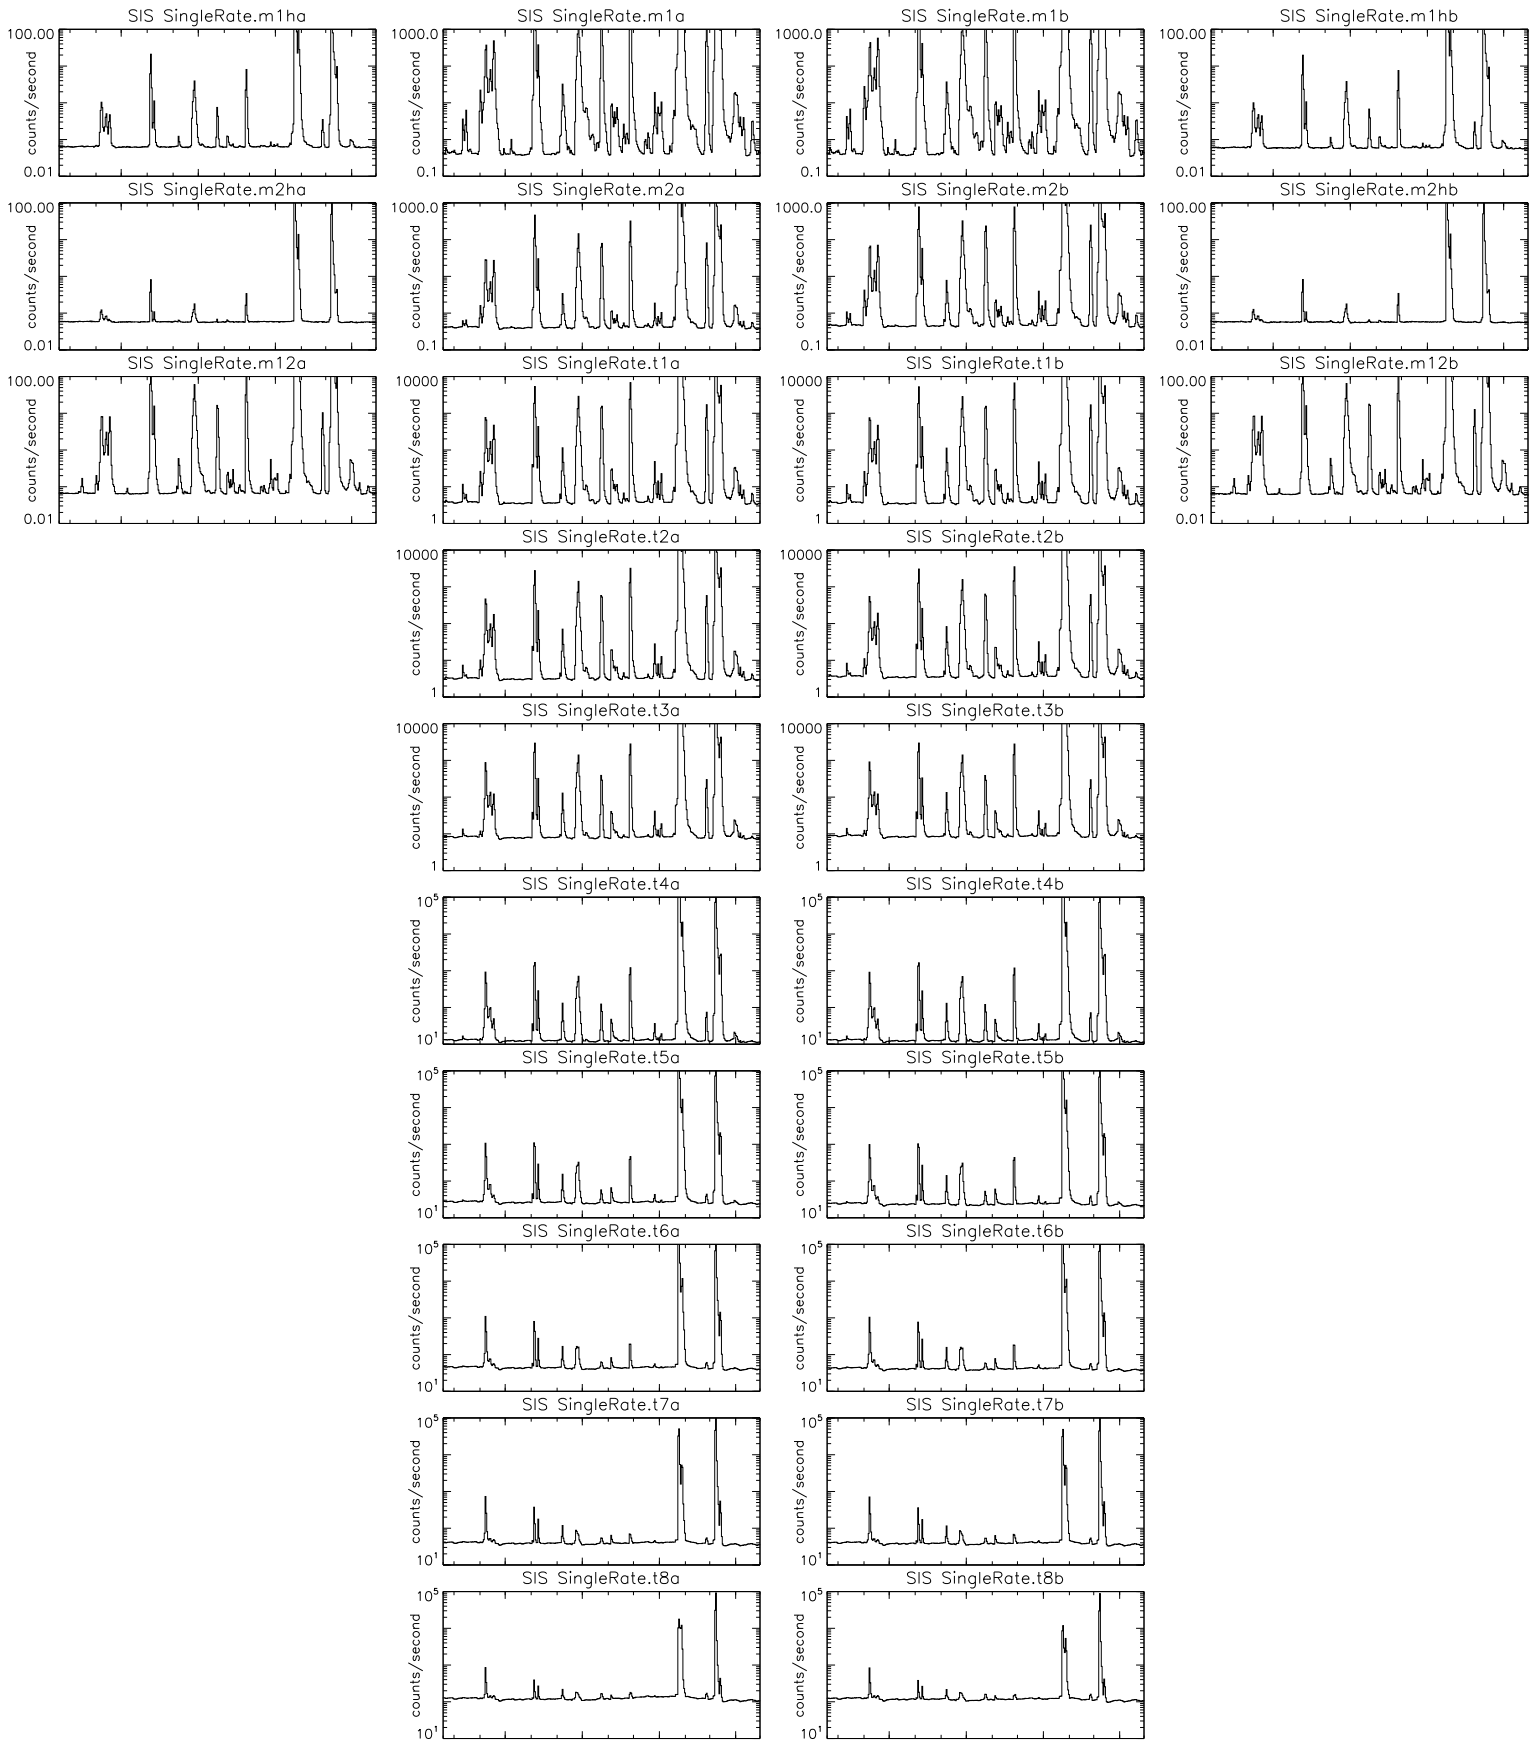 SIS SingleRate.m1ha SIS SingleRate.m1a SIS SingleRate.m1b SIS SingleRate.m1hb
100.00 1000.0 1000.0 100.00
counts/second counts/second counts/second counts/second
0.01 0.1 0.1 0.01
SIS SingleRate.m2ha SIS SingleRate.m2a SIS SingleRate.m2b SIS SingleRate.m2hb
100.00 1000.0 1000.0 100.00
counts/second counts/second counts/second counts/second
0.01 0.1 0.1 0.01
SIS SingleRate.m12a SIS SingleRate.t1a SIS SingleRate.t1b SIS SingleRate.m12b
100.00 10000 10000 100.00
counts/second counts/second counts/second counts/second
0.01 1 1 0.01
SIS SingleRate.t2a SIS SingleRate.t2b
10000 10000
counts/second counts/second
1 1
SIS SingleRate.t3a SIS SingleRate.t3b
10000 10000
counts/second counts/second
1 1
SIS SingleRate.t4a SIS SingleRate.t4b
10⁵ 10⁵
counts/second counts/second
10¹ 10¹
SIS SingleRate.t5a SIS SingleRate.t5b
10⁵ 10⁵
counts/second counts/second
10¹ 10¹
SIS SingleRate.t6a SIS SingleRate.t6b
10⁵ 10⁵
counts/second counts/second
10¹ 10¹
SIS SingleRate.t7a SIS SingleRate.t7b
10⁵ 10⁵
counts/second counts/second
10¹ 10¹
SIS SingleRate.t8a SIS SingleRate.t8b
10⁵ 10⁵
counts/second counts/second
10¹ 10¹